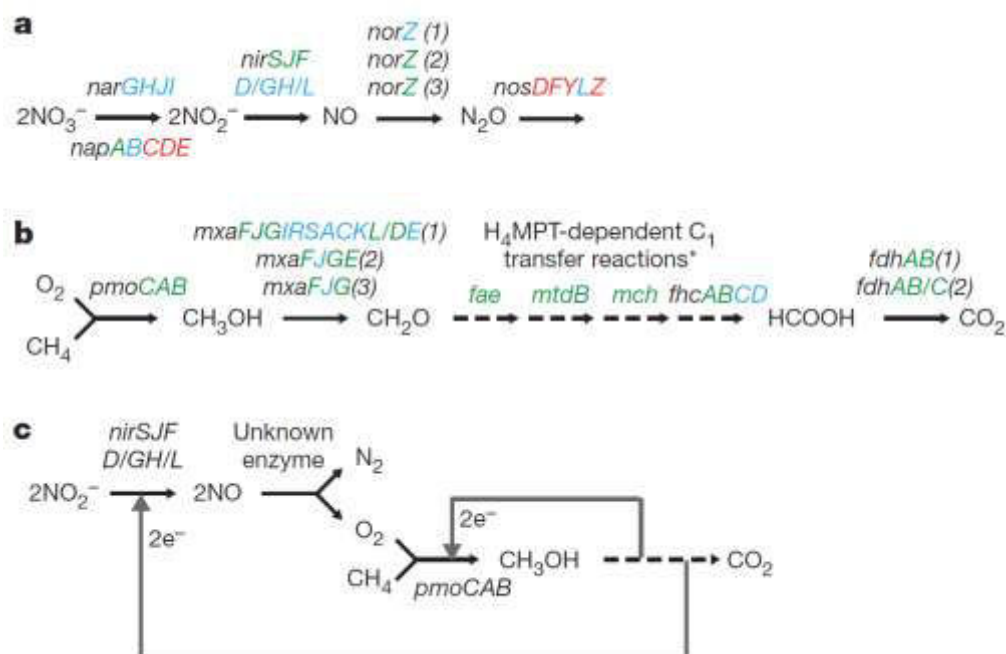 a
norZ (1)
nirSJF norZ (2)
narGHJI D/GH/L norZ (3) nosDFYLZ
2NO₃⁻ 2NO₂⁻ NO N₂O
napABCDE
b
mxaFJGIRSACKL/DE(1) H₄MPT-dependent C₁ fdhAB(1)
mxaFJGE(2) transfer reactions* fdhAB/C(2)
O₂ pmoCAB mxaFJG(3) fae mtdB mch fhcABCD
CH₃OH CH₂O HCOOH CO₂
CH₄
c
nirSJF Unknown
D/GH/L enzyme N₂
2NO₂⁻ 2NO
2e⁻ O₂ 2e⁻
CH₃OH CO₂
CH₄ pmoCAB